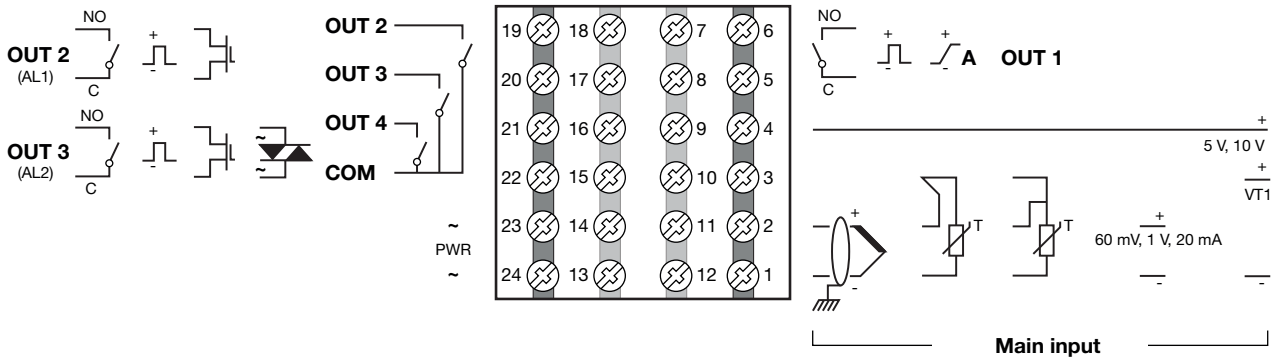 NO
+
-
OUT 2
(AL1)
C
NO
+
-
OUT 3
(AL2)
C
~
~
OUT 2
OUT 3
OUT 4
COM
~
PWR
~
19 18 7 6
20 17 8 5
21 16 9 4
22 15 10 3
23 14 11 2
24 13 12 1
NO
+
+
-
-
A OUT 1
C
+
5 V, 10 V
+
VT1
+
T
T
+
60 mV, 1 V, 20 mA
-
-
-
Main input